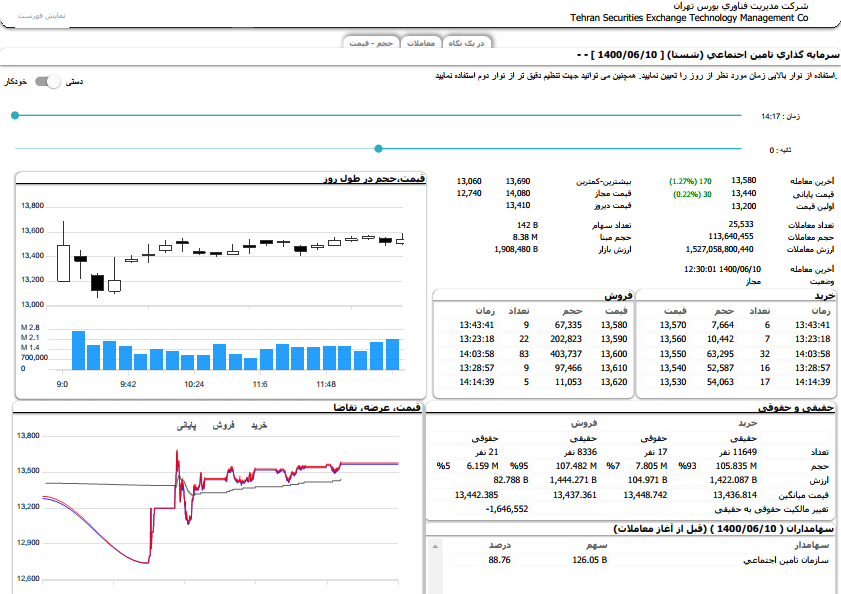 شرکت مدیریت فناوری بورس تهران
Tehran Securities Exchange Technology Management Co
نمایش فهرست
در یک نگاه
معاملات
حجم - قیمت
سرمایه گذاری تامین اجتماعی (شستا) [ 1400/06/10 ] - -
.استفاده از نوار بالایی زمان مورد نظر از روز را تعیین نمایید. همچنین می توانید جهت تنظیم دقیق تر از نوار دوم استفاده نمایید
دستی خودکار
زمان : 14:17
ثانیه : 0
آخرین معامله 13,580 170 (1.27%) بیشترین-کمترین 13,690 13,060
قیمت پایانی 13,440 30 (0.22%) قیمت مجاز 14,080 12,740
اولین قیمت 13,200 قیمت دیروز 13,410
تعداد معاملات 25,533 تعداد سهام 142 B
حجم معاملات 113,640,455 حجم مبنا 8.38 M
ارزش معاملات 1,527,058,800,440 ارزش بازار 1,908,480 B
آخرین معامله 1400/06/10 12:30:01
وضعیت مجاز
قیمت,حجم در طول روز
13,800
13,600
13,400
13,200
13,000
M 2.8
M 2.1
M 1.4
700,000
0
9:0 9:42 10:24 11:6 11:48
خرید
زمان تعداد حجم قیمت
13:43:41 6 7,664 13,570
13:23:18 7 10,442 13,560
14:03:58 32 63,295 13,550
13:28:57 16 52,587 13,540
14:14:39 17 54,063 13,530
فروش
قیمت حجم تعداد زمان
13,580 67,335 9 13:43:41
13,590 202,823 22 13:23:18
13,600 403,737 83 14:03:58
13,610 97,466 9 13:28:57
13,620 11,053 5 14:14:39
قیمت، عرضه، تقاضا
خرید فروش پایانی
13,800
13,500
13,200
12,900
12,600
حقیقی و حقوقی
خرید فروش
حقیقی حقوقی حقیقی حقوقی
تعداد 11649 نفر 17 نفر 8336 نفر 21 نفر
حجم 105.835 M %93 7.805 M %7 107.482 M %95 6.159 M %5
ارزش 1,422.087 B 104.971 B 1,444.271 B 82.788 B
قیمت میانگین 13,436.814 13,448.742 13,437.361 13,442.385
تغییر مالکیت حقوقی به حقیقی -1,646,552
سهامداران ( 1400/06/10 ) (قبل از آغاز معاملات)
سهامدار سهم درصد
سازمان تامین اجتماعی 126.05 B 88.76